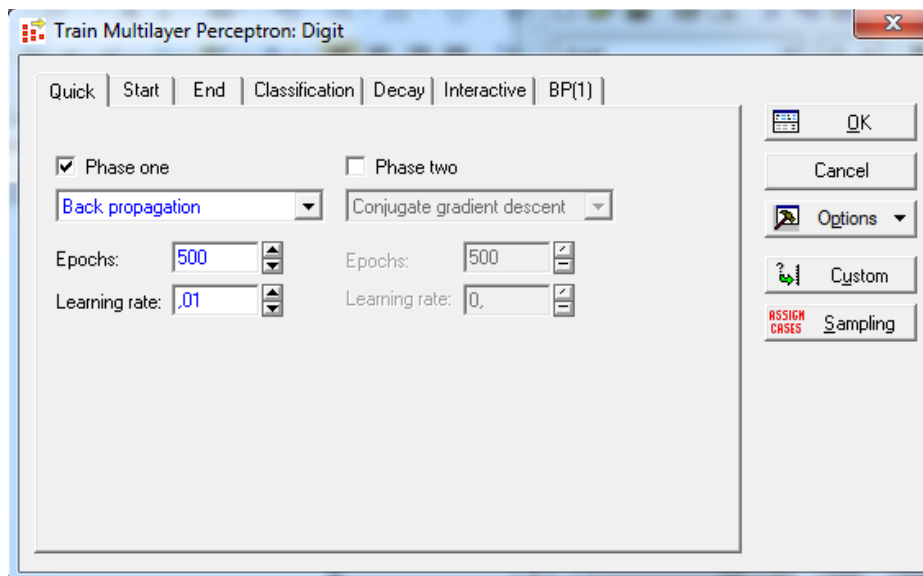 Train Multilayer Perceptron: Digit
Quick Start End Classification Decay Interactive BP(1)
Phase one
Phase two
Back propagation
Conjugate gradient descent
Epochs: 500
Epochs: 500
Learning rate: ,01
Learning rate: 0,
OK
Cancel
Options
Custom
ASSIGN CASES Sampling